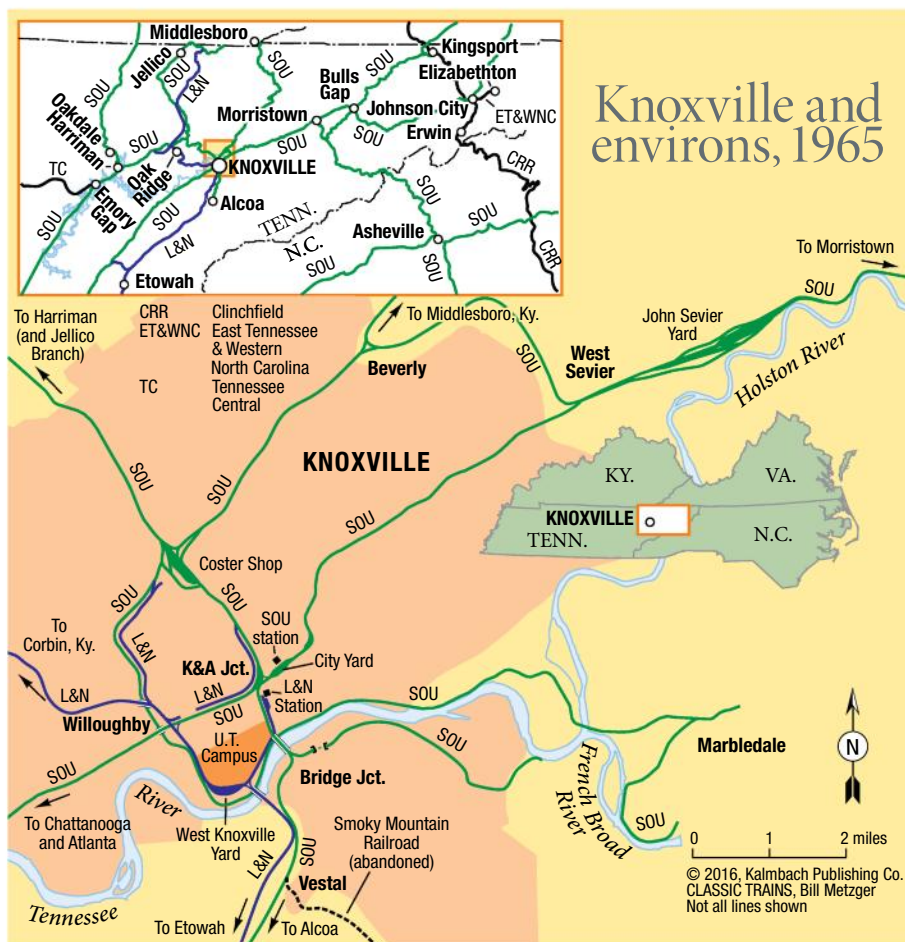 Knoxville and
environs, 1965
Middlesboro
Jellico
SOU
SOU
L&N
SOU
SOU
Kingsport
Bulls
Gap
Elizabethton
Oakdale
Harriman
Morristown
Johnson City
Erwin
ET&WNC
SOU
SOU
SOU
TC
Oak
Ridge
KNOXVILLE
CRR
Emory
Gap
SOU
Alcoa
TENN.
N.C.
SOU
L&N
Asheville
SOU
SOU
SOU
CRR
Etowah
To Morristown
SOU
To Harriman
(and Jellico
Branch)
CRR Clinchfield
ET&WNC East Tennessee
& Western
North Carolina
TC Tennessee
Central
To Middlesboro, Ky.
SOU
John Sevier
Yard
West
Sevier
Beverly
SOU
Holston River
SOU
SOU
KNOXVILLE
KY.
VA.
KNOXVILLE
TENN.
N.C.
SOU
Coster Shop
SOU
SOU
SOU
station
To
Corbin, Ky.
L&N
K&A Jct.
City Yard
L&N
L&N
L&N
Station
SOU
Willoughby
SOU
U.T.
Campus
SOU
N
Marbledale
SOU
Bridge Jct.
River
French Broad
River
SOU
To Chattanooga
and Atlanta
West Knoxville
Yard
Smoky Mountain
Railroad
(abandoned)
0 1 2 miles
L&N
SOU
Vestal
© 2016, Kalmbach Publishing Co.
CLASSIC TRAINS, Bill Metzger
Not all lines shown
Tennessee
To Etowah
To Alcoa